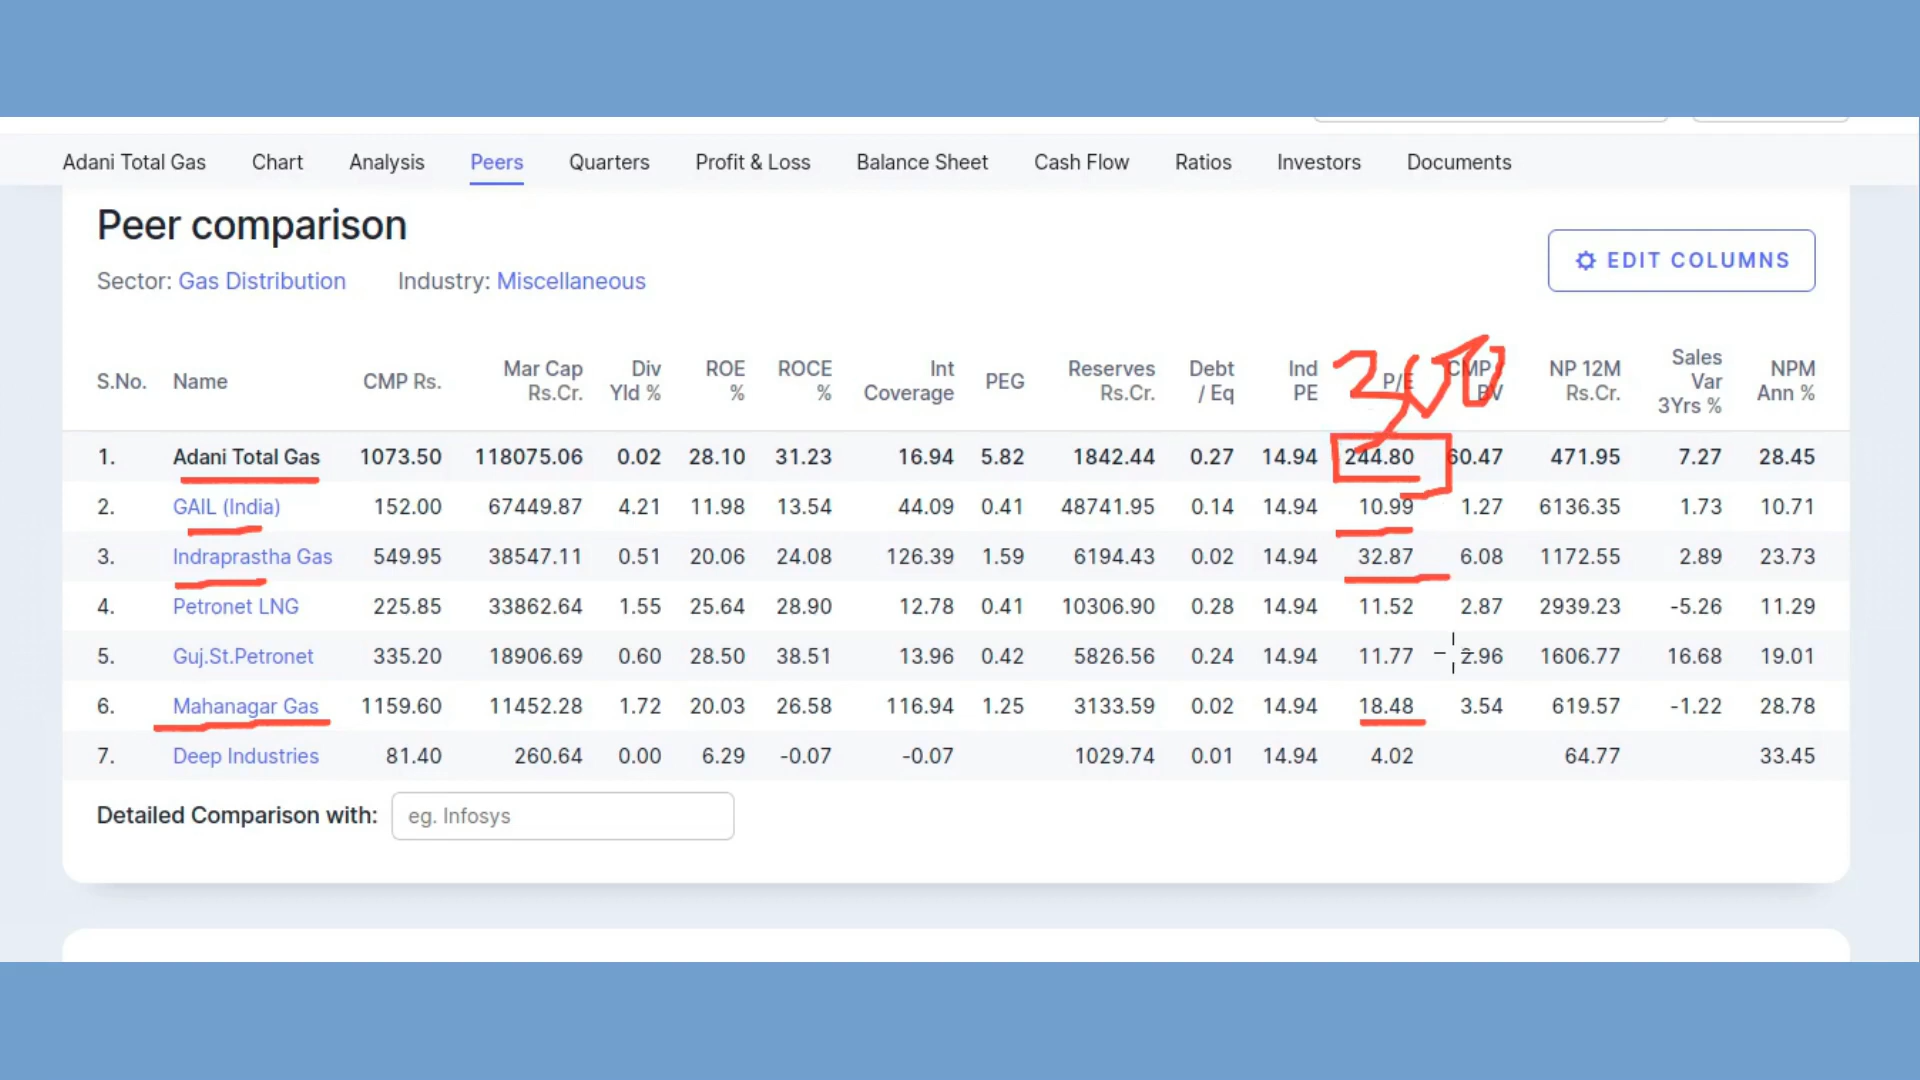 Adani Total Gas Chart Analysis Peers Quarters Profit & Loss Balance Sheet Cash Flow Ratios Investors Documents
Peer comparison
Sector: Gas Distribution Industry: Miscellaneous
EDIT COLUMNS
S.No. Name CMP Rs. Mar Cap Rs.Cr. Div Yld % ROE % ROCE % Int Coverage PEG Reserves Rs.Cr. Debt / Eq Ind PE P/E CMP / BV NP 12M Rs.Cr. Sales Var 3Yrs % NPM Ann %
1. Adani Total Gas 1073.50 118075.06 0.02 28.10 31.23 16.94 5.82 1842.44 0.27 14.94 244.80 60.47 471.95 7.27 28.45
2. GAIL (India) 152.00 67449.87 4.21 11.98 13.54 44.09 0.41 48741.95 0.14 14.94 10.99 1.27 6136.35 1.73 10.71
3. Indraprastha Gas 549.95 38547.11 0.51 20.06 24.08 126.39 1.59 6194.43 0.02 14.94 32.87 6.08 1172.55 2.89 23.73
4. Petronet LNG 225.85 33862.64 1.55 25.64 28.90 12.78 0.41 10306.90 0.28 14.94 11.52 2.87 2939.23 -5.26 11.29
5. Guj.St.Petronet 335.20 18906.69 0.60 28.50 38.51 13.96 0.42 5826.56 0.24 14.94 11.77 2.96 1606.77 16.68 19.01
6. Mahanagar Gas 1159.60 11452.28 1.72 20.03 26.58 116.94 1.25 3133.59 0.02 14.94 18.48 3.54 619.57 -1.22 28.78
7. Deep Industries 81.40 260.64 0.00 6.29 -0.07 -0.07 1029.74 0.01 14.94 4.02 64.77 33.45
Detailed Comparison with: eg. Infosys